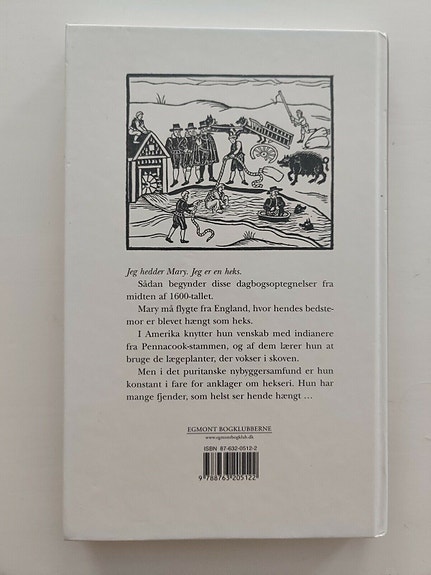 Jeg hedder Mary. Jeg er en heks.
Sådan begynder disse dagbogsoptegnelser fra
midten af 1600-tallet.
Mary må flygte fra England, hvor hendes bedste-
mor er blevet hængt som heks.
I Amerika knytter hun venskab med indianere
fra Pennacook-stammen, og af dem lærer hun at
bruge de lægeplanter, der vokser i skoven.
Men i det puritanske nybyggersamfund er hun
konstant i fare for anklager om hekseri. Hun har
mange fjender, som helst ser hende hængt ...
EGMONT BOGKLUBBERNE
www.egmontbogklub.dk
ISBN 87-632-0512-2
9 788763 205122